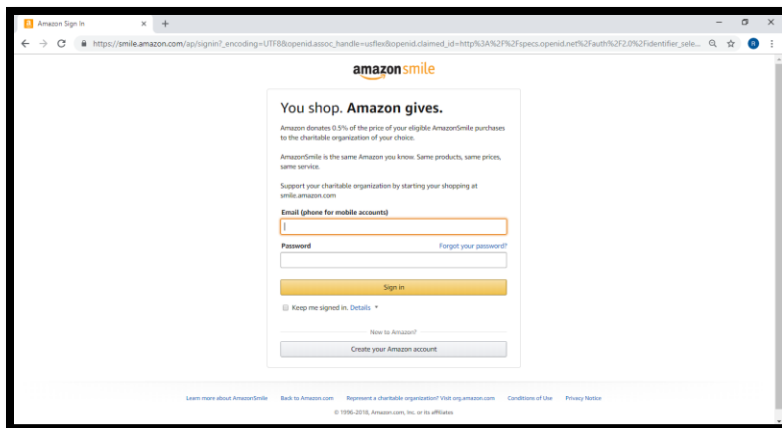 Amazon Sign In
https://smile.amazon.com/ap/signin?_encoding=UTF8&openid.assoc_handle=usflex&openid.claimed_id=http%3A%2F%2Fspecs.openid.net%2Fauth%2F2.0%2Fidentifier_sele...
amazonsmile
You shop. Amazon gives.
Amazon donates 0.5% of the price of your eligible AmazonSmile purchases
to the charitable organization of your choice.
AmazonSmile is the same Amazon you know. Same products, same prices,
same service.
Support your charitable organization by starting your shopping at
smile.amazon.com
Email (phone for mobile accounts)
Password Forgot your password?
Sign in
Keep me signed in. Details
New to Amazon?
Create your Amazon account
Learn more about AmazonSmile Back to Amazon.com Represent a charitable organization? Visit org.amazon.com Conditions of Use Privacy Notice
© 1996-2018, Amazon.com, Inc. or its affiliates